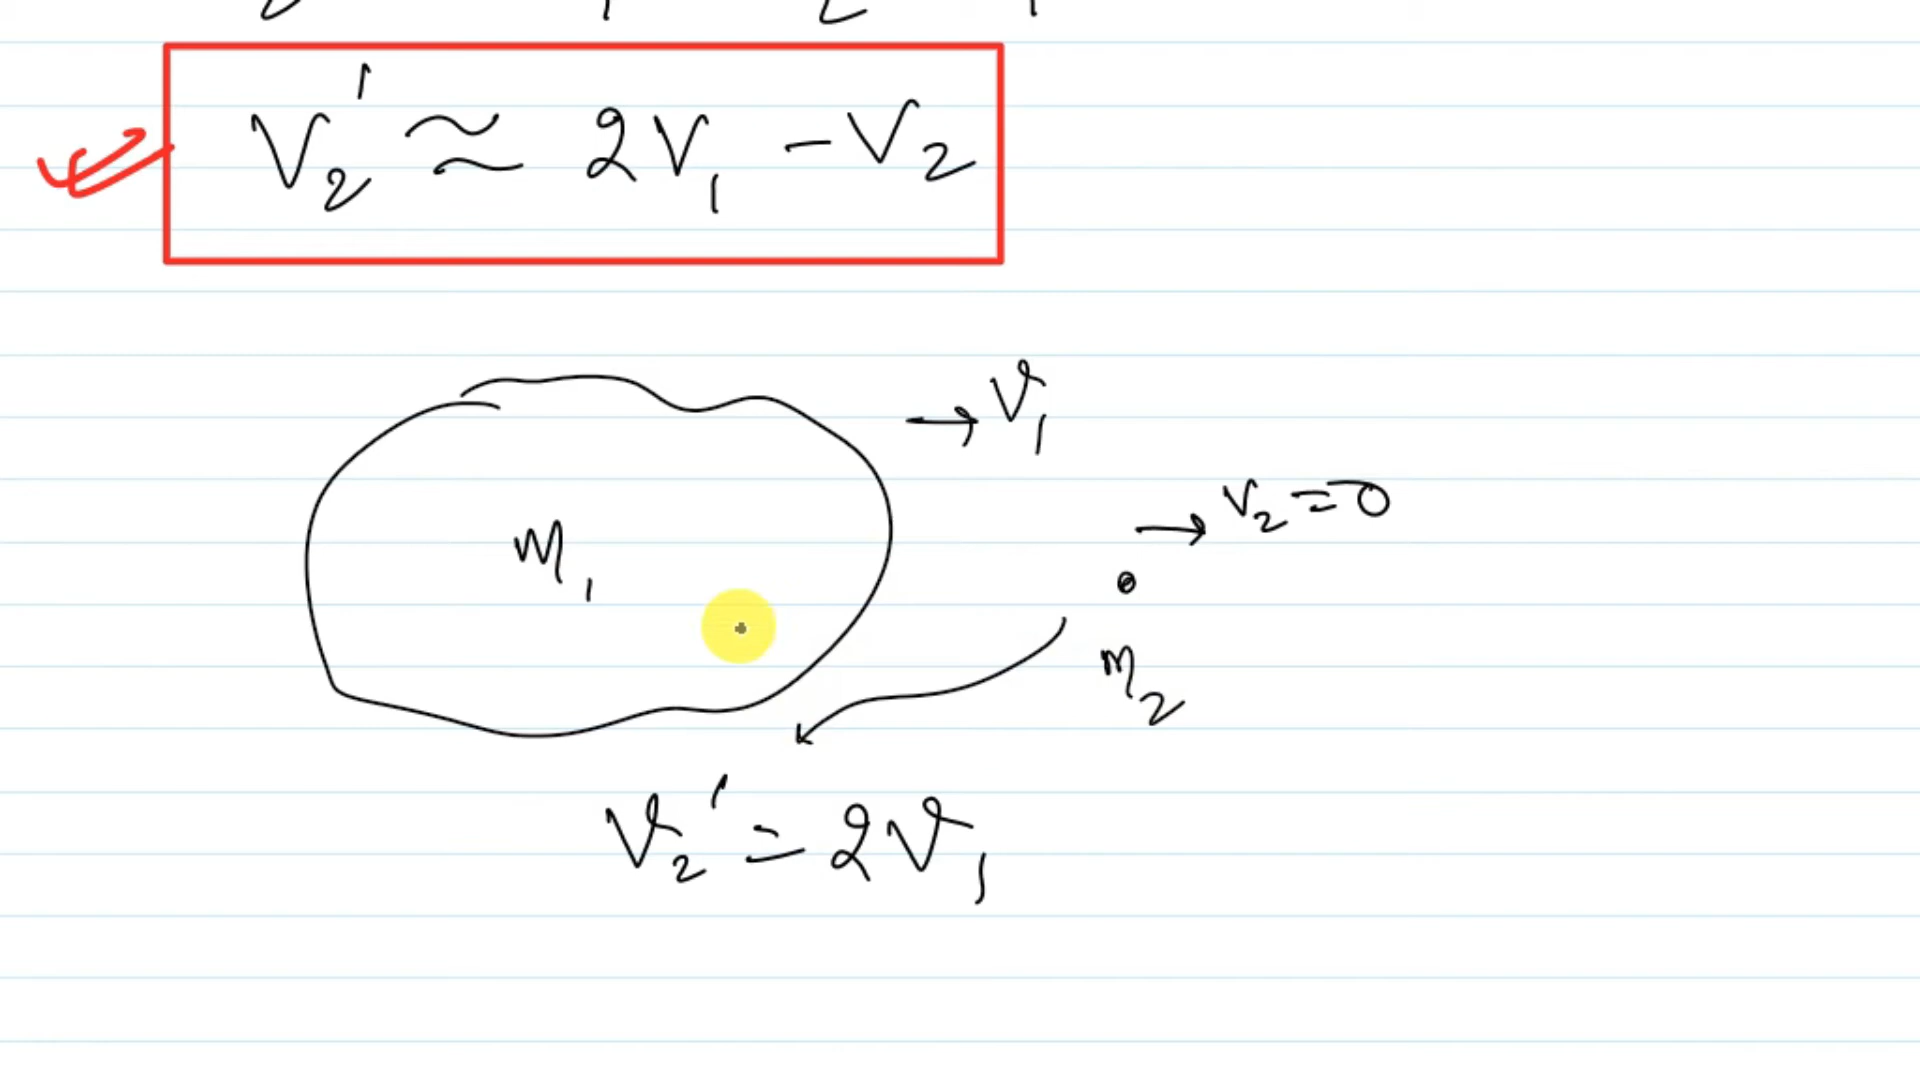 V₂' ≈ 2V₁ - V₂
→ V₁
→ V₂ = 0
M₁
m₂
V₂' = 2V₁